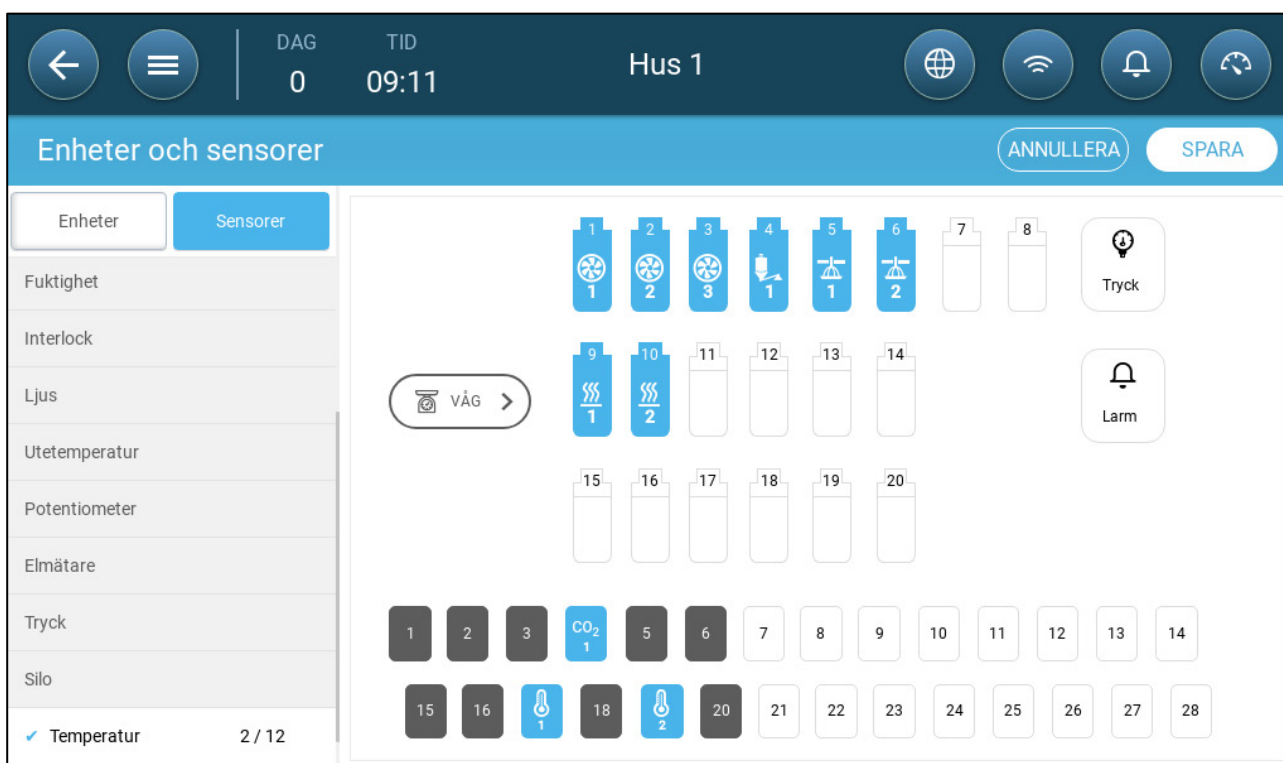 DAG TID
0 09:11 Hus 1
Enheter och sensorer ANNULLERA SPARA
Enheter Sensorer
Fuktighet
Interlock
Ljus
Utetemperatur
Potentiometer
Elmätare
Tryck
Silo
Temperatur 2 / 12
1 2 3 4 5 6 7 8
1 2 3 1 1 2
Tryck
VÅG
9 10 11 12 13 14
1 2
Larm
15 16 17 18 19 20
1 2 3 CO2 5 6 7 8 9 10 11 12 13 14
1
15 16 18 20 21 22 23 24 25 26 27 28
1 2